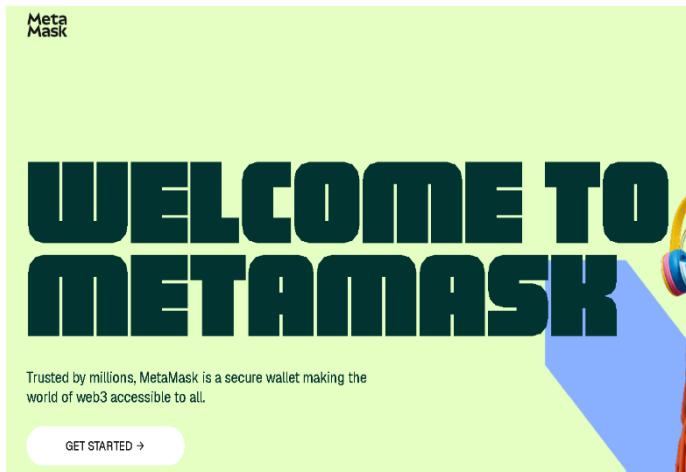 Meta
Mask
WELCOME TO
METAMASK
Trusted by millions, MetaMask is a secure wallet making the
world of web3 accessible to all.
GET STARTED →